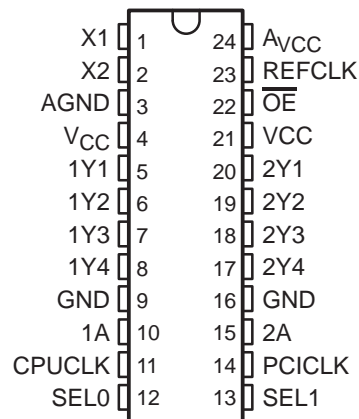 X1 1 24 AVCC
X2 2 23 REFCLK
AGND 3 22 OE
VCC 4 21 VCC
1Y1 5 20 2Y1
1Y2 6 19 2Y2
1Y3 7 18 2Y3
1Y4 8 17 2Y4
GND 9 16 GND
1A 10 15 2A
CPUCLK 11 14 PCICLK
SEL0 12 13 SEL1